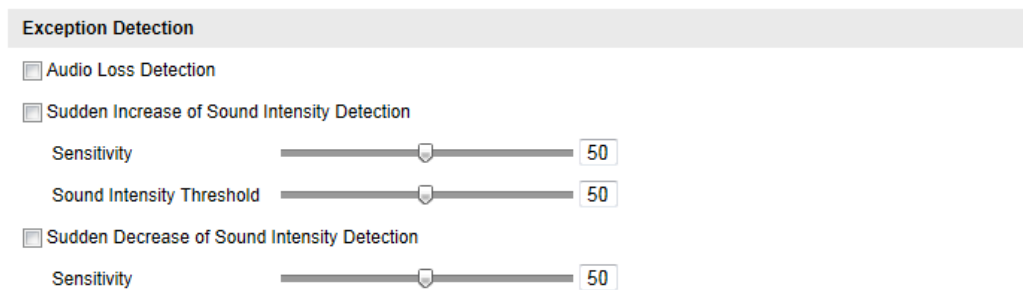 Exception Detection
Audio Loss Detection
Sudden Increase of Sound Intensity Detection
Sensitivity 50
Sound Intensity Threshold 50
Sudden Decrease of Sound Intensity Detection
Sensitivity 50